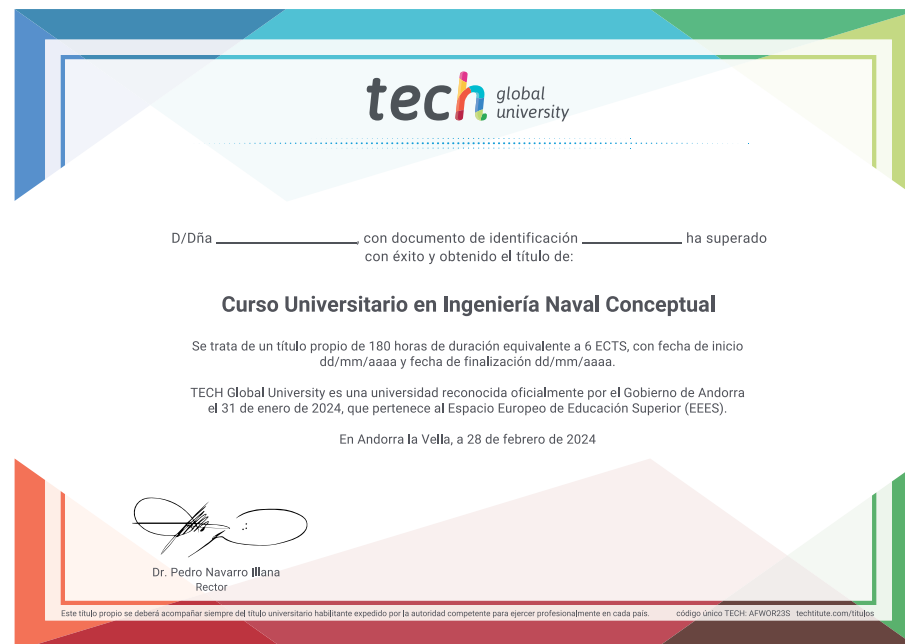 tech global university
D/Dña ____________________, con documento de identificación ______________ ha superado
con éxito y obtenido el título de:
Curso Universitario en Ingeniería Naval Conceptual
Se trata de un título propio de 180 horas de duración equivalente a 6 ECTS, con fecha de inicio
dd/mm/aaaa y fecha de finalización dd/mm/aaaa.
TECH Global University es una universidad reconocida oficialmente por el Gobierno de Andorra
el 31 de enero de 2024, que pertenece al Espacio Europeo de Educación Superior (EEES).
En Andorra la Vella, a 28 de febrero de 2024
Dr. Pedro Navarro Illana
Rector
Este título propio se deberá acompañar siempre del título universitario habilitante expedido por la autoridad competente para ejercer profesionalmente en cada país. código único TECH: AFWOR23S techtitute.com/titulos